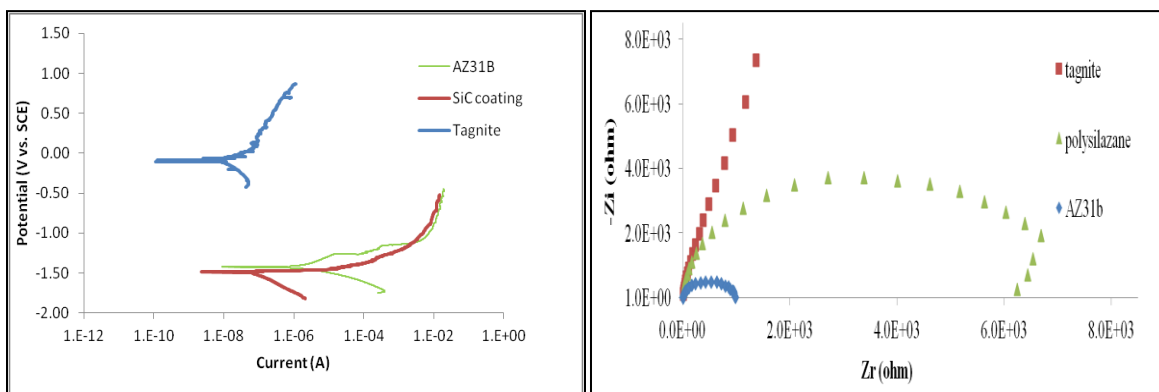 1.50
1.00
0.50
0.00
-0.50
-1.00
-1.50
-2.00
Potential (V vs. SCE)
AZ31B
SiC coating
Tagnite
1.E-12 1.E-10 1.E-08 1.E-06 1.E-04 1.E-02 1.E+00
Current (A)
8.0E+03
6.0E+03
4.0E+03
2.0E+03
1.0E+03
-Zi (ohm)
tagnite
polysilazane
AZ31b
0.0E+03 2.0E+03 4.0E+03 6.0E+03 8.0E+03
Zr (ohm)